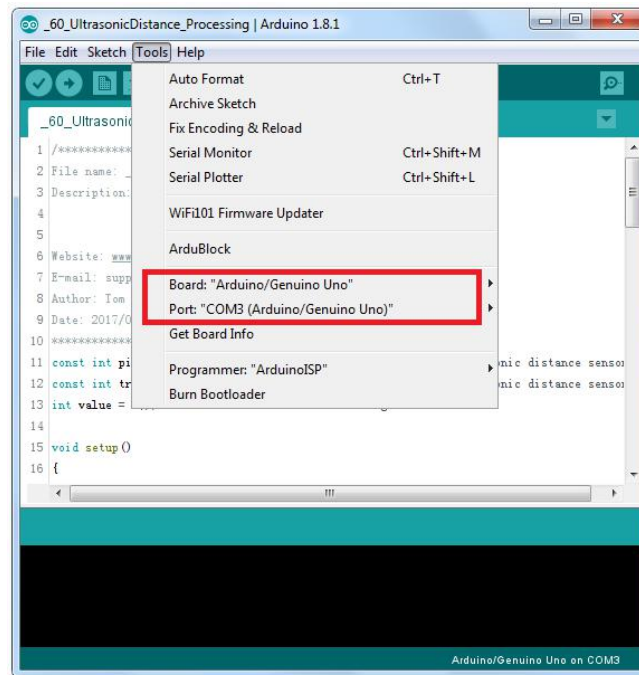 _60_UltrasonicDistance_Processing | Arduino 1.8.1
File Edit Sketch Tools Help
Auto Format Ctrl+T
Archive Sketch
Fix Encoding & Reload
Serial Monitor Ctrl+Shift+M
Serial Plotter Ctrl+Shift+L
WiFi101 Firmware Updater
ArduBlock
Board: "Arduino/Genuino Uno"
Port: "COM3 (Arduino/Genuino Uno)"
Get Board Info
Programmer: "ArduinoISP"
Burn Bootloader
_60_Ultrasonic
1 /************
2 File name: _
3 Description:
4
5
6 Website: www
7 E-mail: supp
8 Author: Tom
9 Date: 2017/0
10 ************
11 const int pi nic distance sensor
12 const int tr nic distance sensor
13 int value =
14
15 void setup()
16 {
Arduino/Genuino Uno on COM3